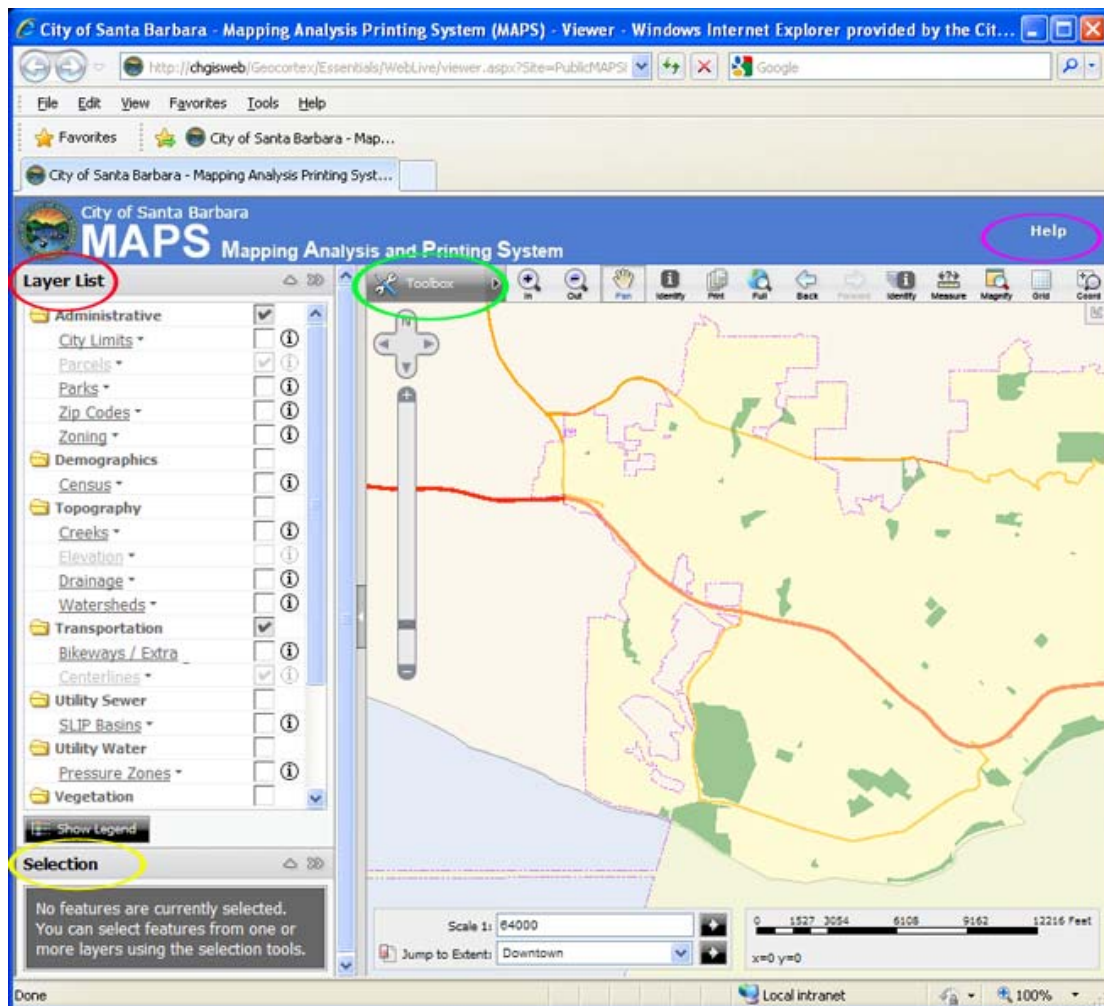 City of Santa Barbara - Mapping Analysis Printing System (MAPS) - Viewer - Windows Internet Explorer provided by the Cit...
http://chgisweb/Geocortex/Essentials/WebLive/viewer.aspx?Site=PublicMAPSI
Google
File Edit View Favorites Tools Help
Favorites City of Santa Barbara - Map...
City of Santa Barbara - Mapping Analysis Printing Syst...
City of Santa Barbara
MAPS Mapping Analysis and Printing System
Help
Layer List
Toolbox In Out Pan Identify Print Full Back Forward Identify Measure Magnify Grid Coord
Administrative
City Limits
Parcels
Parks
Zip Codes
Zoning
Demographics
Census
Topography
Creeks
Elevation
Drainage
Watersheds
Transportation
Bikeways / Extra
Centerlines
Utility Sewer
SLIP Basins
Utility Water
Pressure Zones
Vegetation
Show Legend
Selection
No features are currently selected.
You can select features from one or
more layers using the selection tools.
N
Scale 1: 64000
Jump to Extent: Downtown
0 1527 3054 6108 9162 12216 Feet
x=0 y=0
Done Local intranet 100%